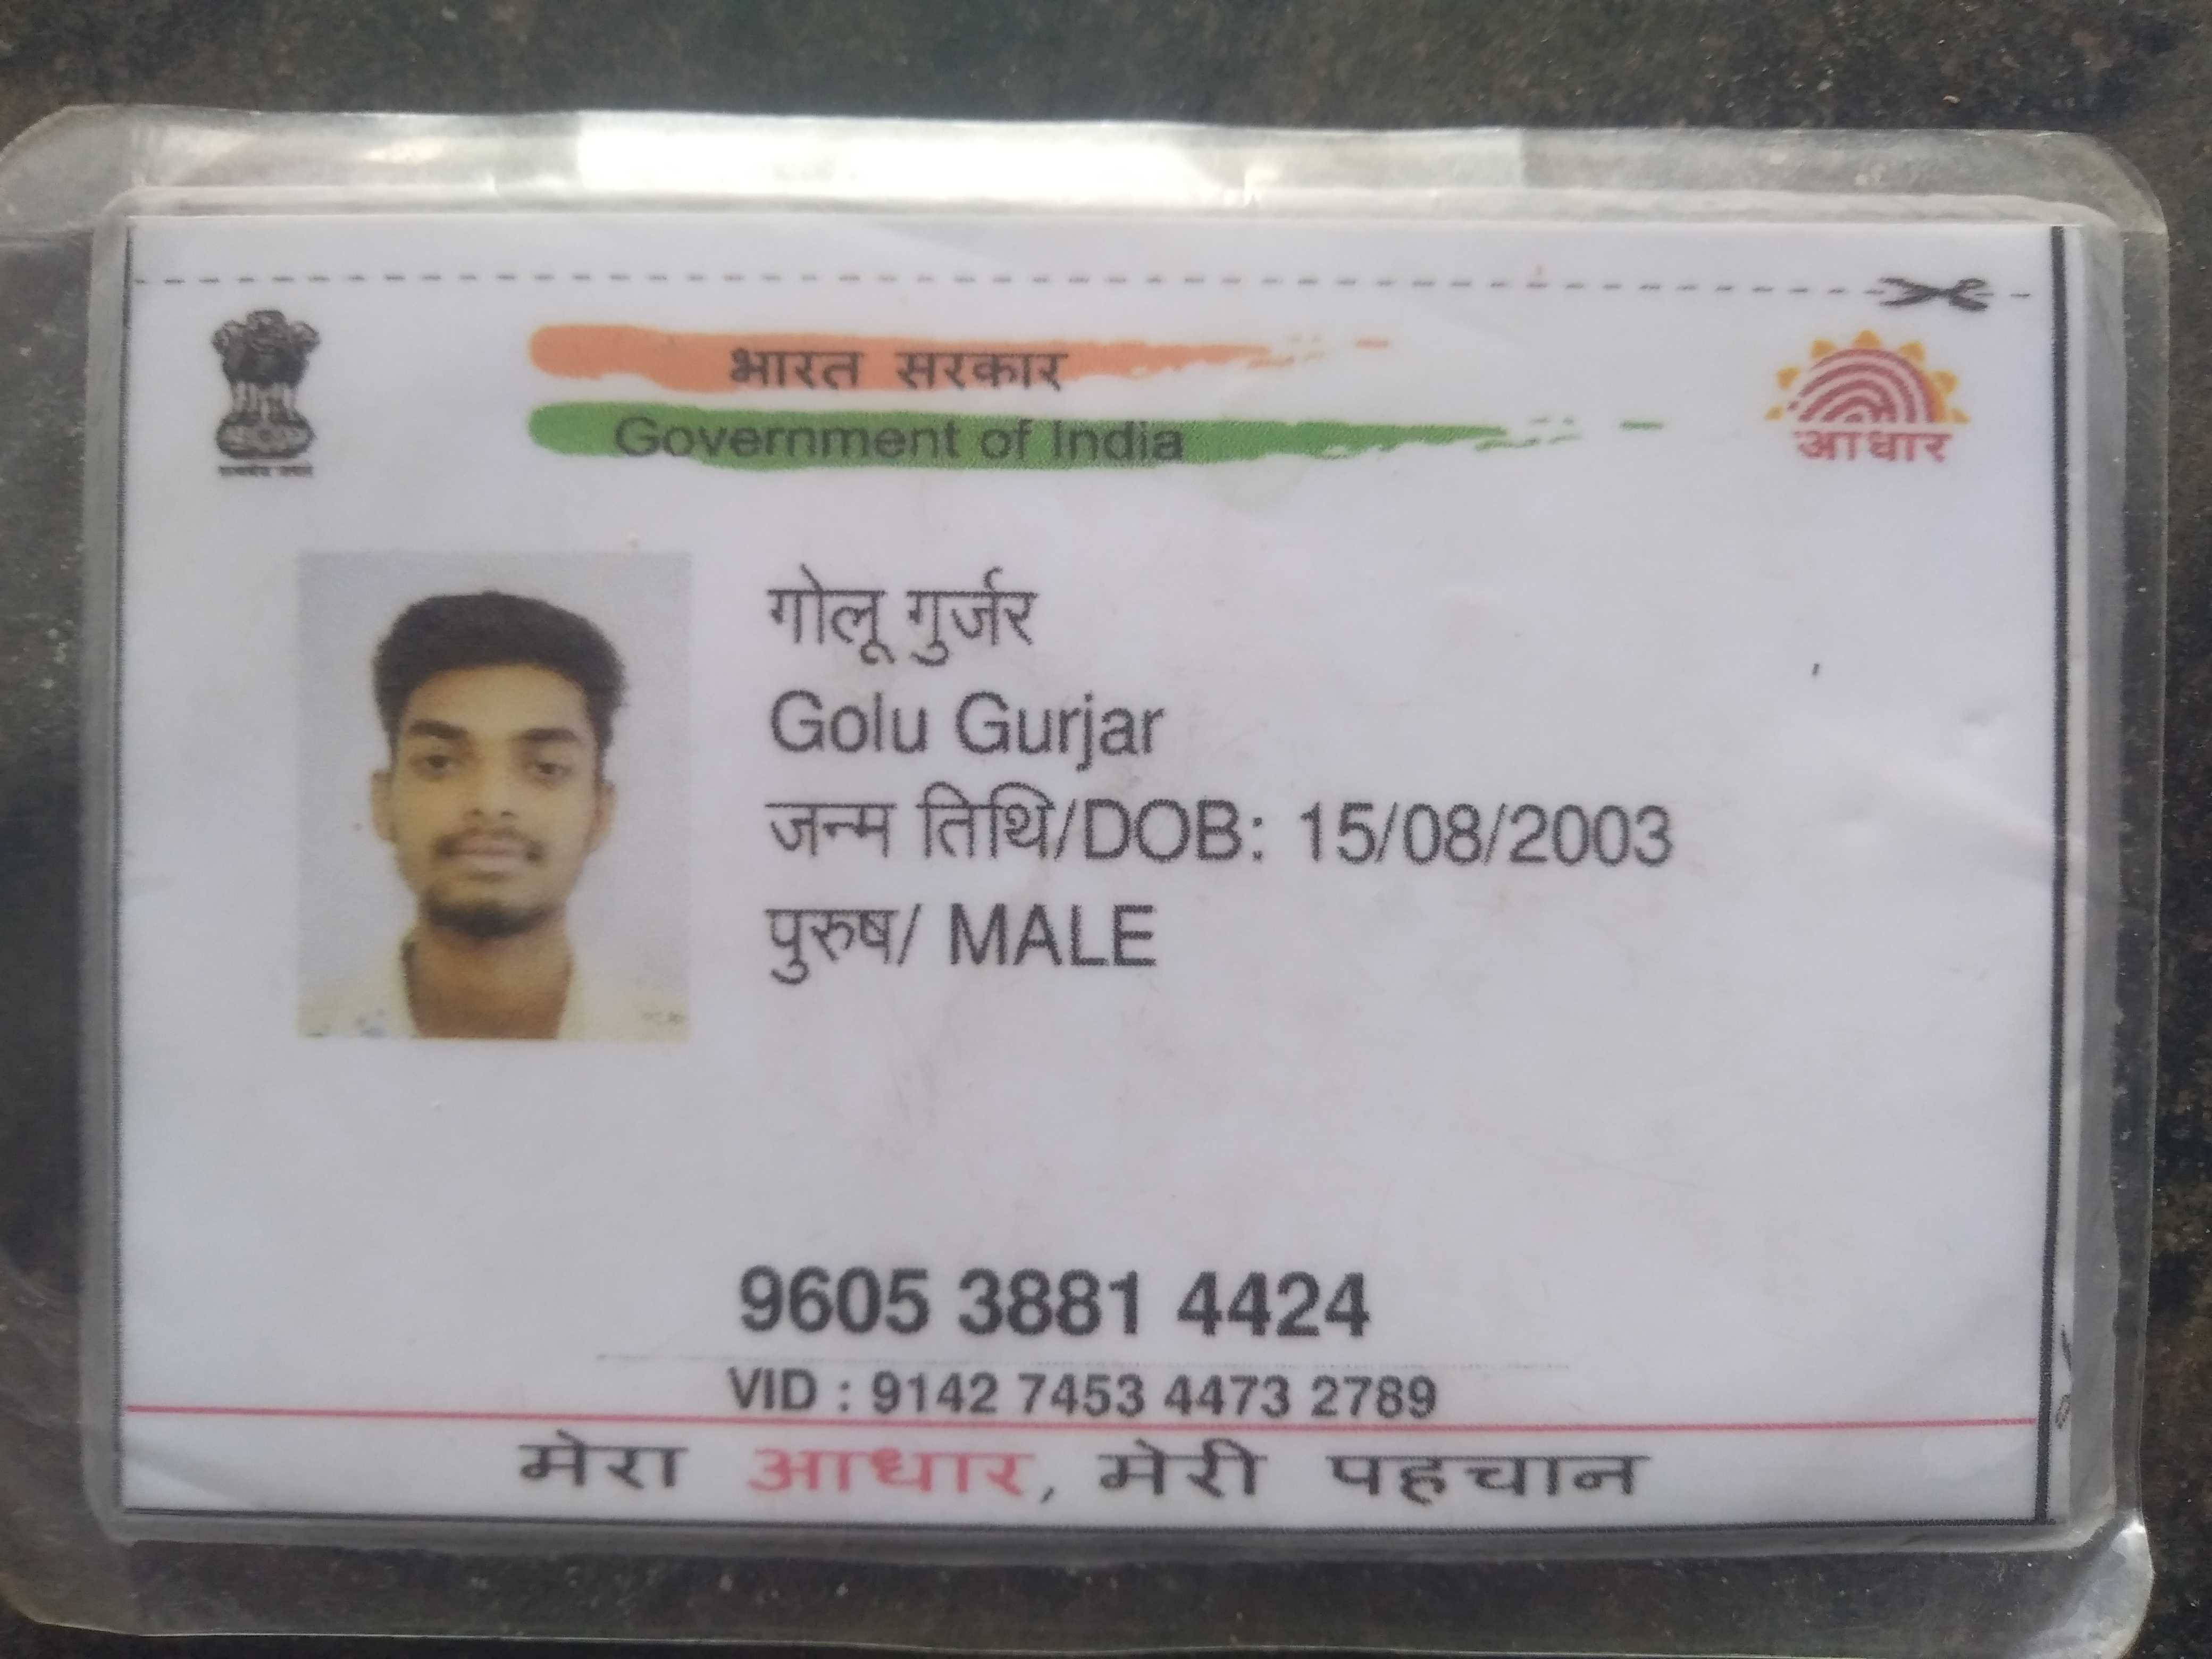 भारत सरकार
Government of India
आधार
गोलू गुर्जर
Golu Gurjar
जन्म तिथि/DOB: 15/08/2003
पुरुष/ MALE
9605 3881 4424
VID : 9142 7453 4473 2789
मेरा आधार, मेरी पहचान